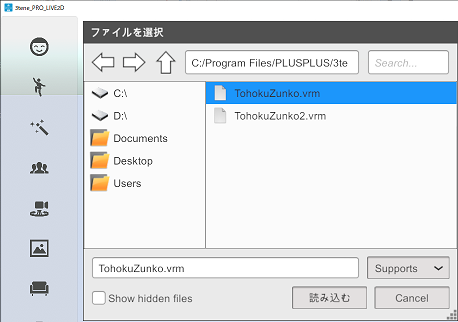 3tene_PRO_LIVE2D
ファイルを選択
C:/Program Files/PLUSPLUS/3te
Search...
C:\
D:\
Documents
Desktop
Users
TohokuZunko.vrm
TohokuZunko2.vrm
TohokuZunko.vrm
Supports
Show hidden files
読み込む
Cancel